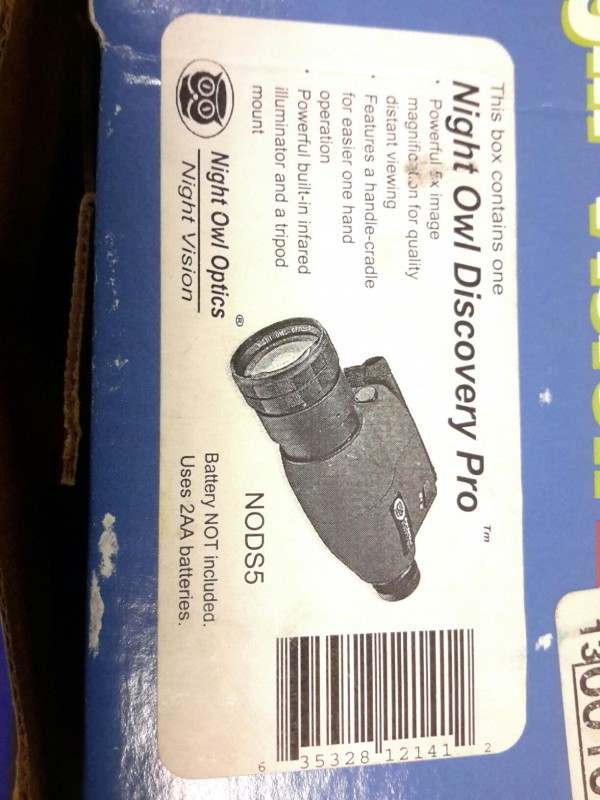 This box contains one
Night Owl Discovery Pro ™
• Powerful 5x image
magnification for quality
distant viewing
• Features a handle-cradle
for easier one hand
operation
• Powerful built-in infared
illuminator and a tripod
mount
Night Owl Optics®
Night Vision
NODS5
Battery NOT included.
Uses 2AA batteries.
6 35328 12141 2